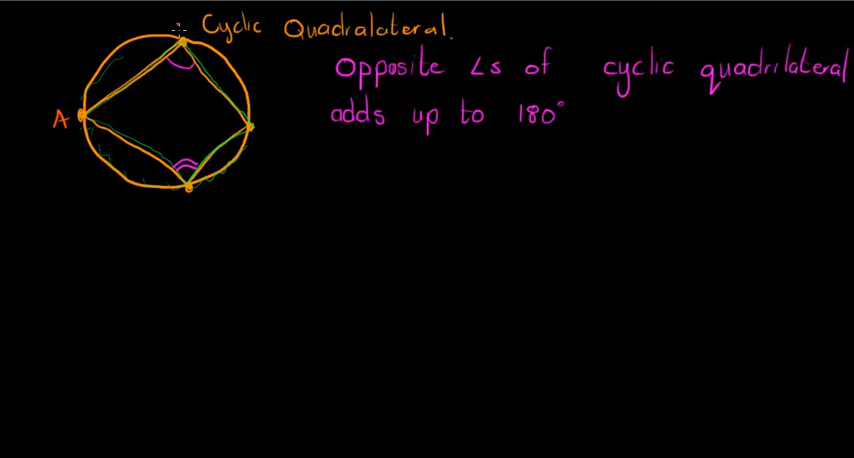 Cyclic Quadralateral.
Opposite ∠s of cyclic quadrilateral
adds up to 180°
A